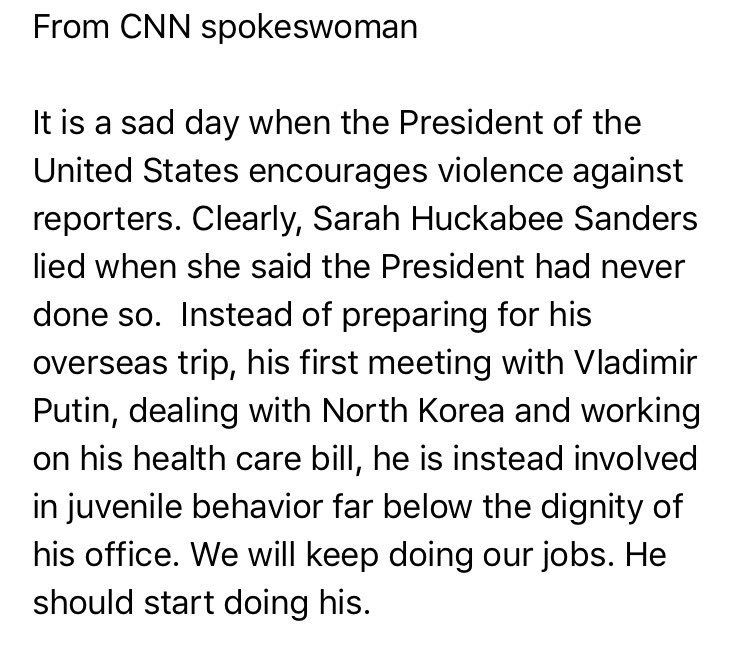 From CNN spokeswoman
It is a sad day when the President of the
United States encourages violence against
reporters. Clearly, Sarah Huckabee Sanders
lied when she said the President had never
done so.  Instead of preparing for his
overseas trip, his first meeting with Vladimir
Putin, dealing with North Korea and working
on his health care bill, he is instead involved
in juvenile behavior far below the dignity of
his office. We will keep doing our jobs. He
should start doing his.